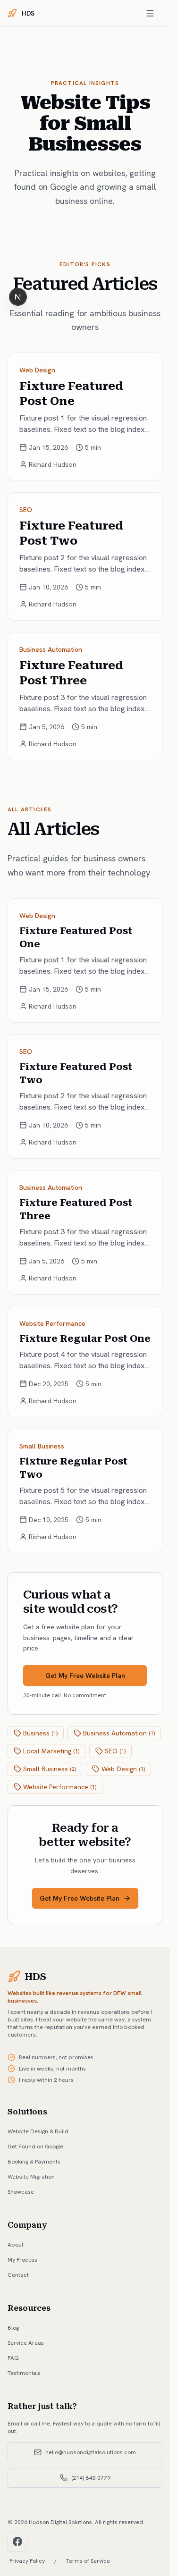 HDS
PRACTICAL INSIGHTS
Website Tips
for Small
Businesses
Practical insights on websites, getting
found on Google and growing a small
business online.
EDITOR'S PICKS
N
Featured Articles
Essential reading for ambitious business
owners
Web Design
Fixture Featured
Post One
Fixture post 1 for the visual regression
baselines. Fixed text so the blog index...
Jan 15, 2026 5 min
Richard Hudson
SEO
Fixture Featured
Post Two
Fixture post 2 for the visual regression
baselines. Fixed text so the blog index...
Jan 10, 2026 5 min
Richard Hudson
Business Automation
Fixture Featured
Post Three
Fixture post 3 for the visual regression
baselines. Fixed text so the blog index...
Jan 5, 2026 5 min
Richard Hudson
ALL ARTICLES
All Articles
Practical guides for business owners
who want more from their technology
Web Design
Fixture Featured Post
One
Fixture post 1 for the visual regression
baselines. Fixed text so the blog index...
Jan 15, 2026 5 min
Richard Hudson
SEO
Fixture Featured Post
Two
Fixture post 2 for the visual regression
baselines. Fixed text so the blog index...
Jan 10, 2026 5 min
Richard Hudson
Business Automation
Fixture Featured Post
Three
Fixture post 3 for the visual regression
baselines. Fixed text so the blog index...
Jan 5, 2026 5 min
Richard Hudson
Website Performance
Fixture Regular Post One
Fixture post 4 for the visual regression
baselines. Fixed text so the blog index...
Dec 20, 2025 5 min
Richard Hudson
Small Business
Fixture Regular Post
Two
Fixture post 5 for the visual regression
baselines. Fixed text so the blog index...
Dec 10, 2025 5 min
Richard Hudson
Curious what a
site would cost?
Get a free website plan for your
business: pages, timeline and a clear
price.
Get My Free Website Plan
30-minute call. No commitment.
Business (1) Business Automation (1)
Local Marketing (1) SEO (1)
Small Business (2) Web Design (1)
Website Performance (1)
Ready for a
better website?
Let's build the one your business
deserves.
Get My Free Website Plan →
HDS
Websites built like revenue systems for DFW small
businesses.
I spent nearly a decade in revenue operations before I
built sites. I treat your website the same way: a system
that turns the reputation you've earned into booked
customers.
Real numbers, not promises
Live in weeks, not months
I reply within 2 hours
Solutions
Website Design & Build
Get Found on Google
Booking & Payments
Website Migration
Showcase
Company
About
My Process
Contact
Resources
Blog
Service Areas
FAQ
Testimonials
Rather just talk?
Email or call me. Fastest way to a quote with no form to fill
out.
hello@hudsondigitalsolutions.com
(214) 843-0779
© 2026 Hudson Digital Solutions. All rights reserved.
Privacy Policy / Terms of Service